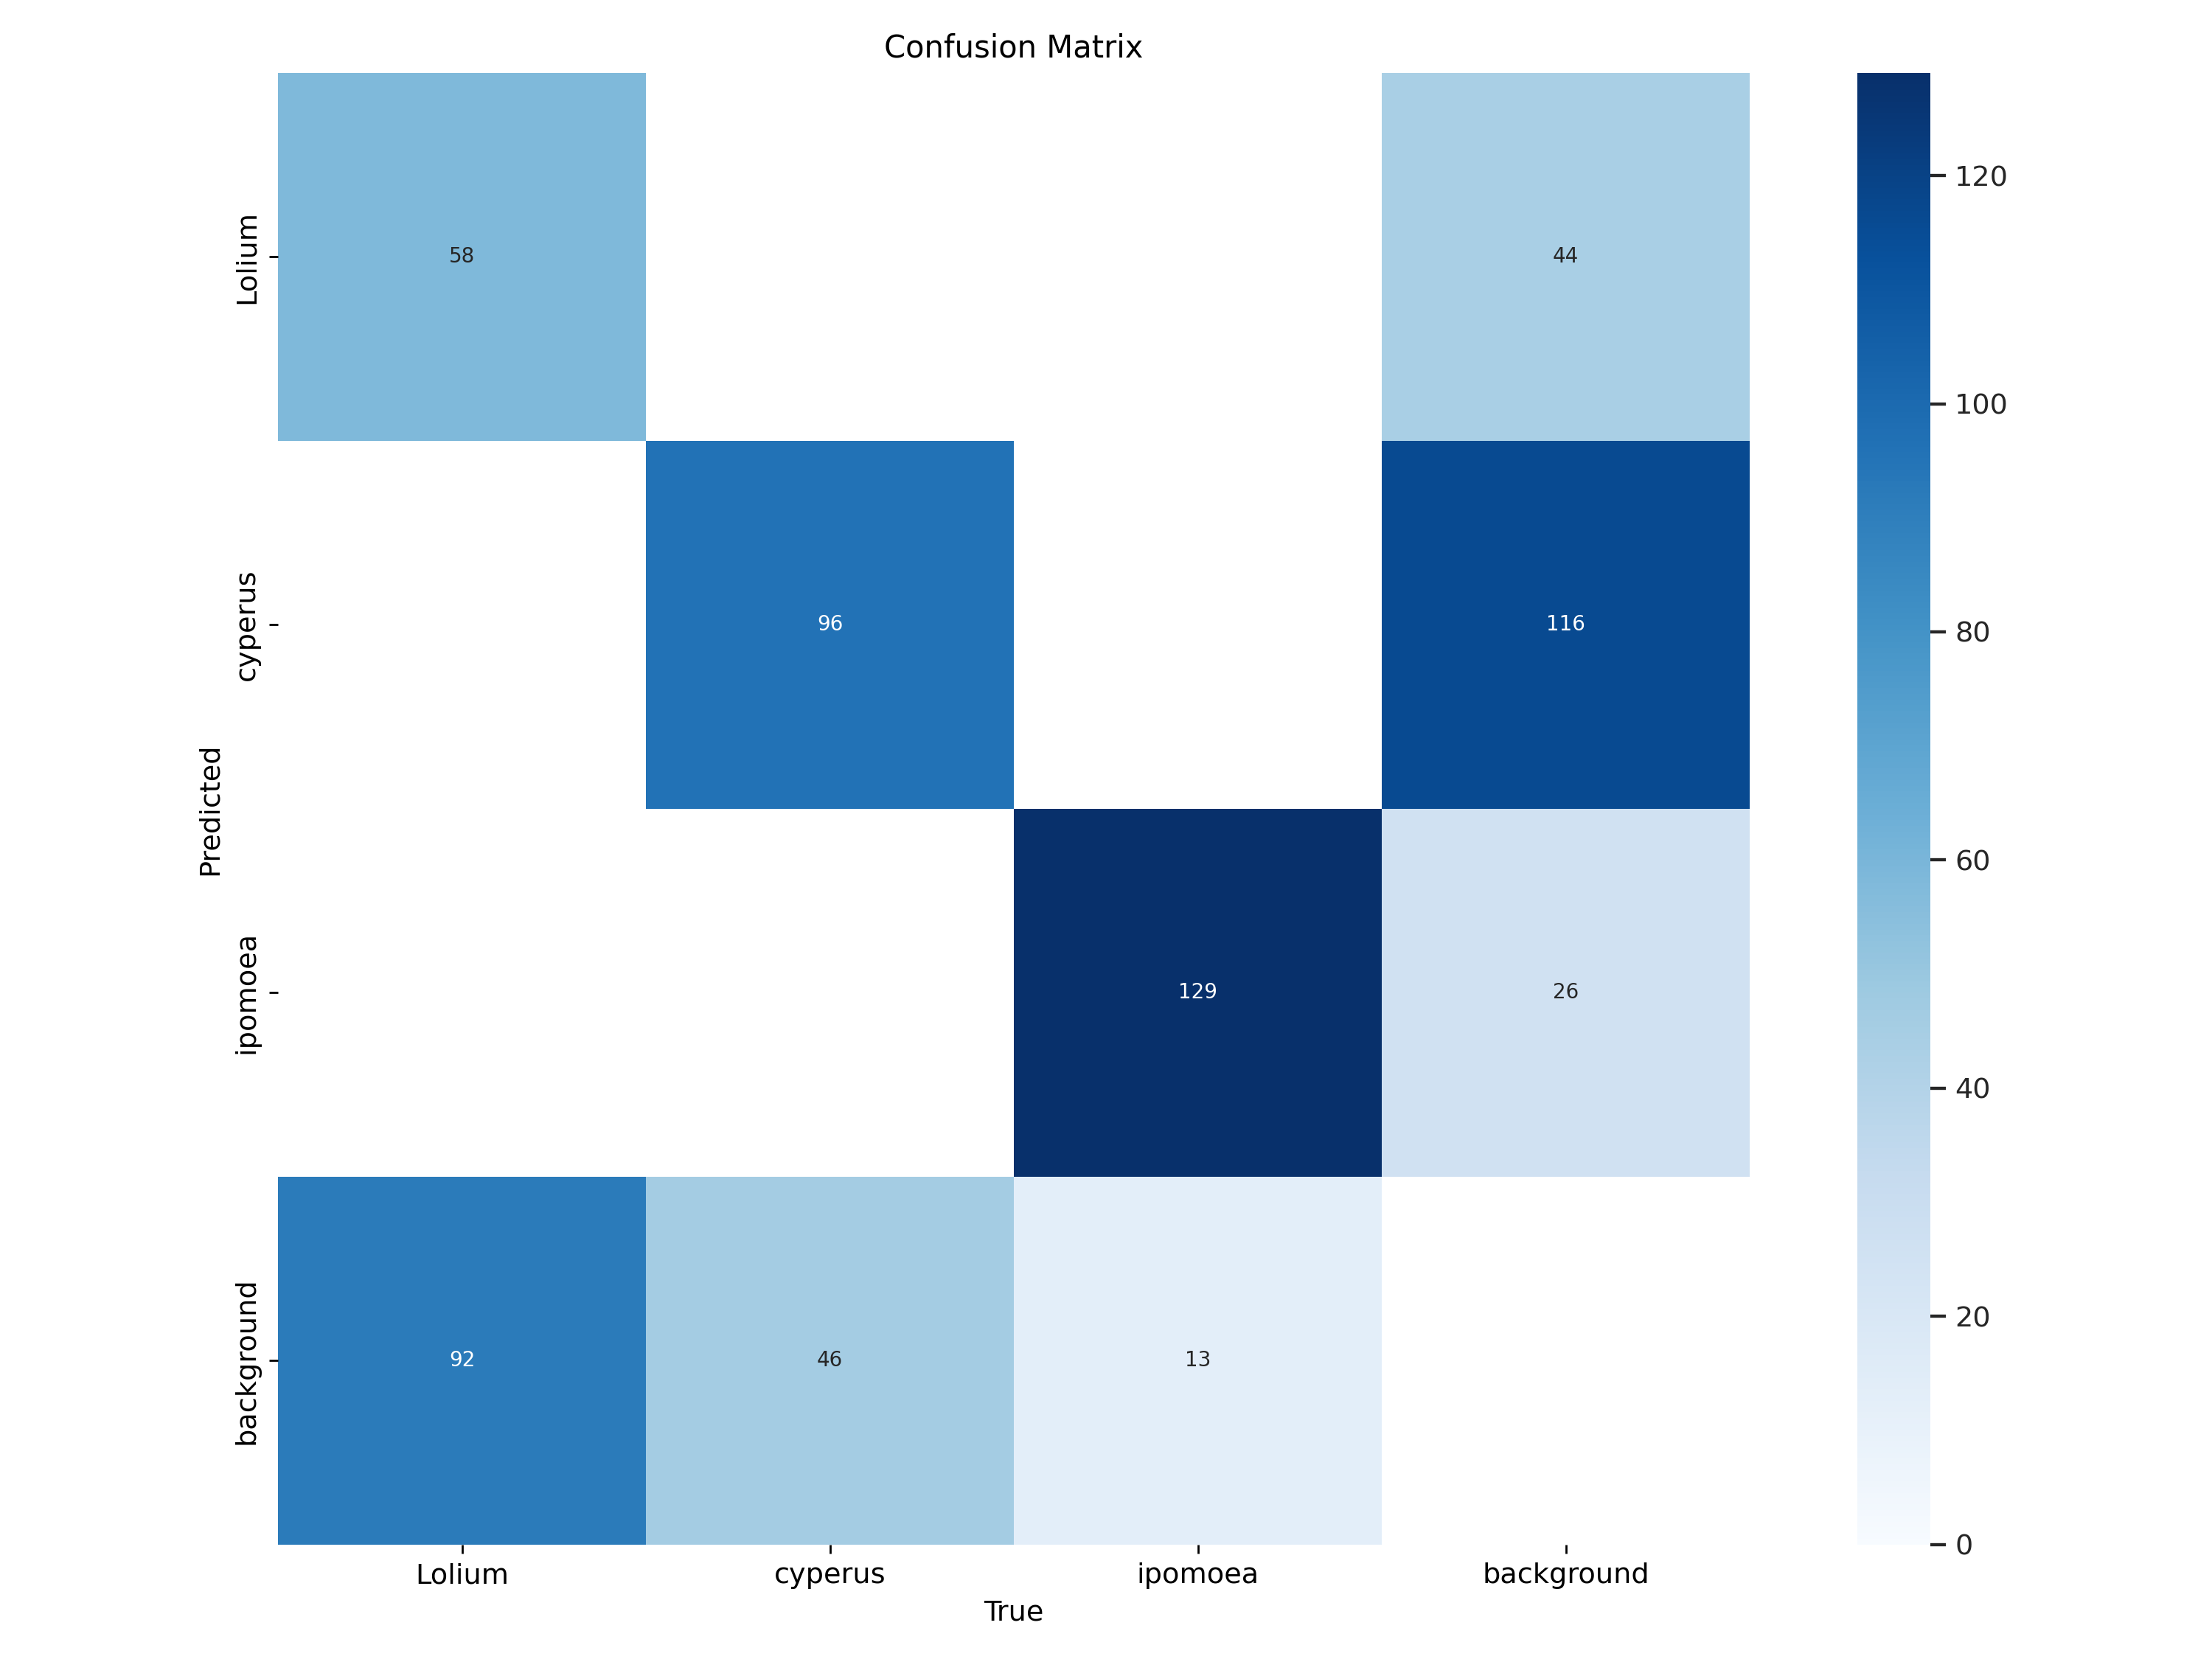 Confusion Matrix
Lolium
58
44
cyperus
96
116
ipomoea
129
26
background
92
46
13
Predicted
Lolium
cyperus
ipomoea
background
True
120
100
80
60
40
20
0